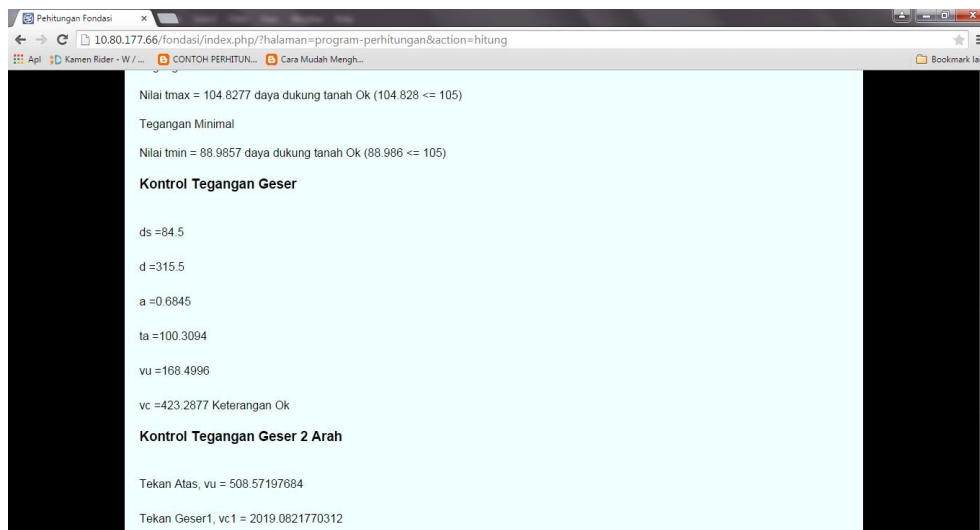 Pehitungan Fondasi
10.80.177.66/fondasi/index.php/?halaman=program-perhitungan&action=hitung
Apl
Kamen Rider - W / ...
CONTOH PERHITUN...
Cara Mudah Mengh...
Bookmark la
Nilai tmax = 104.8277 daya dukung tanah Ok (104.828 <= 105)
Tegangan Minimal
Nilai tmin = 88.9857 daya dukung tanah Ok (88.986 <= 105)
Kontrol Tegangan Geser
ds =84.5
d =315.5
a =0.6845
ta =100.3094
vu =168.4996
vc =423.2877 Keterangan Ok
Kontrol Tegangan Geser 2 Arah
Tekan Atas, vu = 508.57197684
Tekan Geser1, vc1 = 2019.0821770312